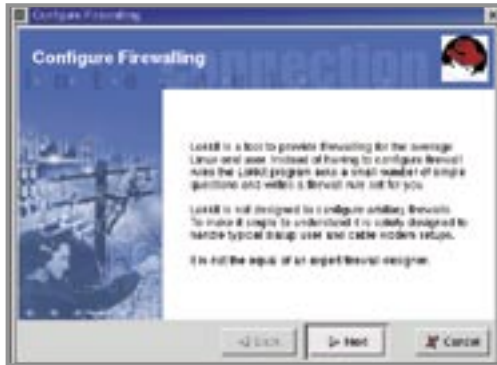 Configure Firewalling
Configure Firewalling
Lokkit is a tool to provide firewalling for the average
Linux end user. Instead of having to configure firewall
rules the Lokkit program asks a small number of simple
questions and writes a firewall rule set for you.
Lokkit is not designed to configure arbitrary firewalls.
To make it simple to understand it is solely designed to
handle typical dialup user and cable modem setups.
It is not the equal of an expert firewall designer.
Back
Next
Cancel